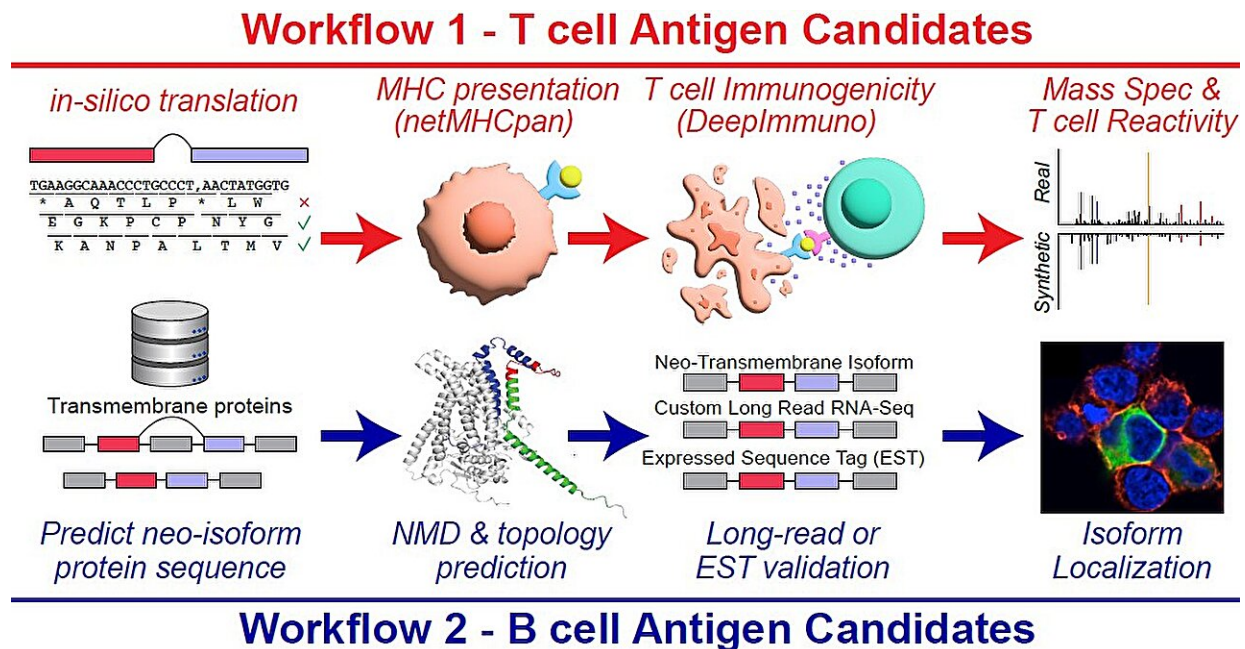 Workflow 1 - T cell Antigen Candidates
in-silico translation
MHC presentation
(netMHCpan)
T cell Immunogenicity
(DeepImmuno)
Mass Spec &
T cell Reactivity
TGAAGGCAAACCCTGCCCT,AACTATGGTG
* A Q T L P * L W ×
E G K P C P N Y G ✓
K A N P A L T M V ✓
Real
Synthetic
Transmembrane proteins
Neo-Transmembrane Isoform
Custom Long Read RNA-Seq
Expressed Sequence Tag (EST)
Predict neo-isoform
protein sequence
NMD & topology
prediction
Long-read or
EST validation
Isoform
Localization
Workflow 2 - B cell Antigen Candidates